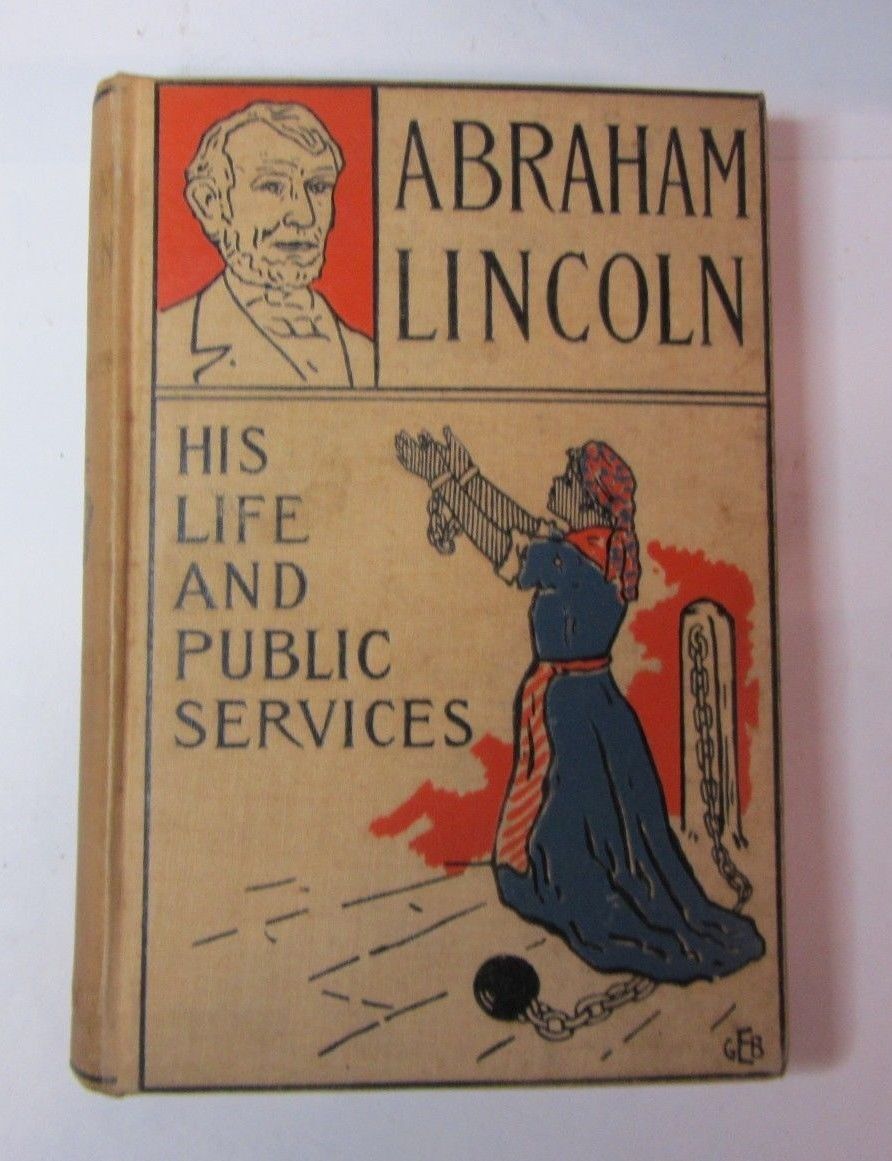 ABRAHAM
LINCOLN
HIS
LIFE
AND
PUBLIC
SERVICES
GEB